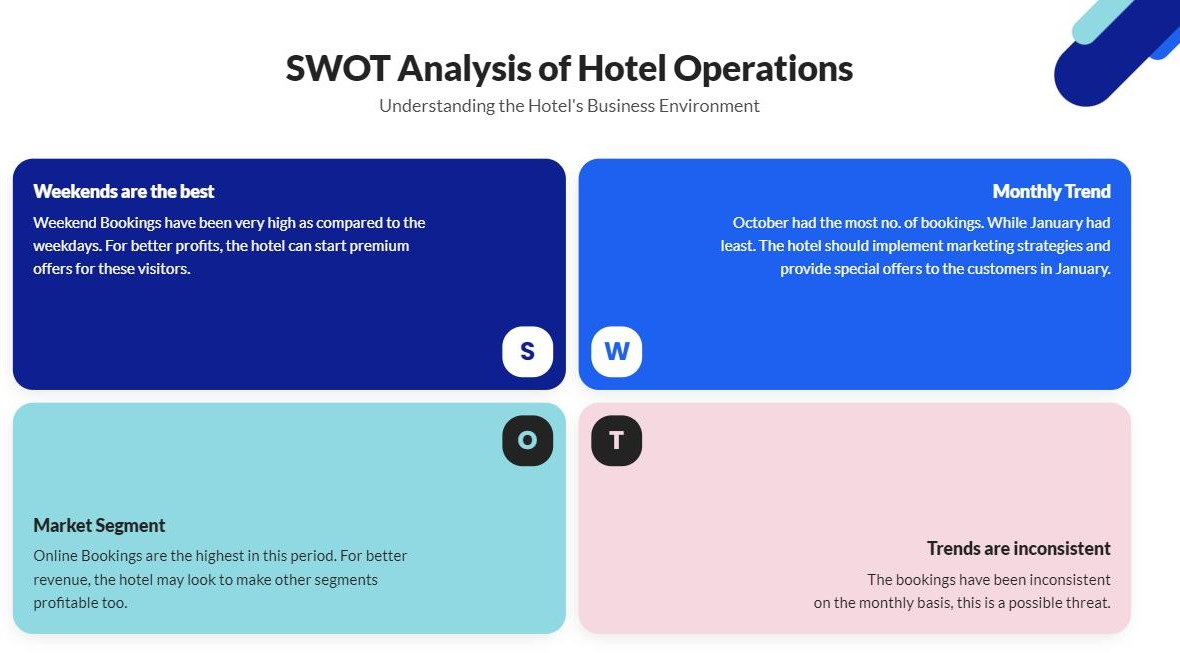 SWOT Analysis of Hotel Operations
Understanding the Hotel's Business Environment
Weekends are the best
Weekend Bookings have been very high as compared to the
weekdays. For better profits, the hotel can start premium
offers for these visitors.
S
Monthly Trend
October had the most no. of bookings. While January had
least. The hotel should implement marketing strategies and
provide special offers to the customers in January.
W
O
Market Segment
Online Bookings are the highest in this period. For better
revenue, the hotel may look to make other segments
profitable too.
T
Trends are inconsistent
The bookings have been inconsistent
on the monthly basis, this is a possible threat.